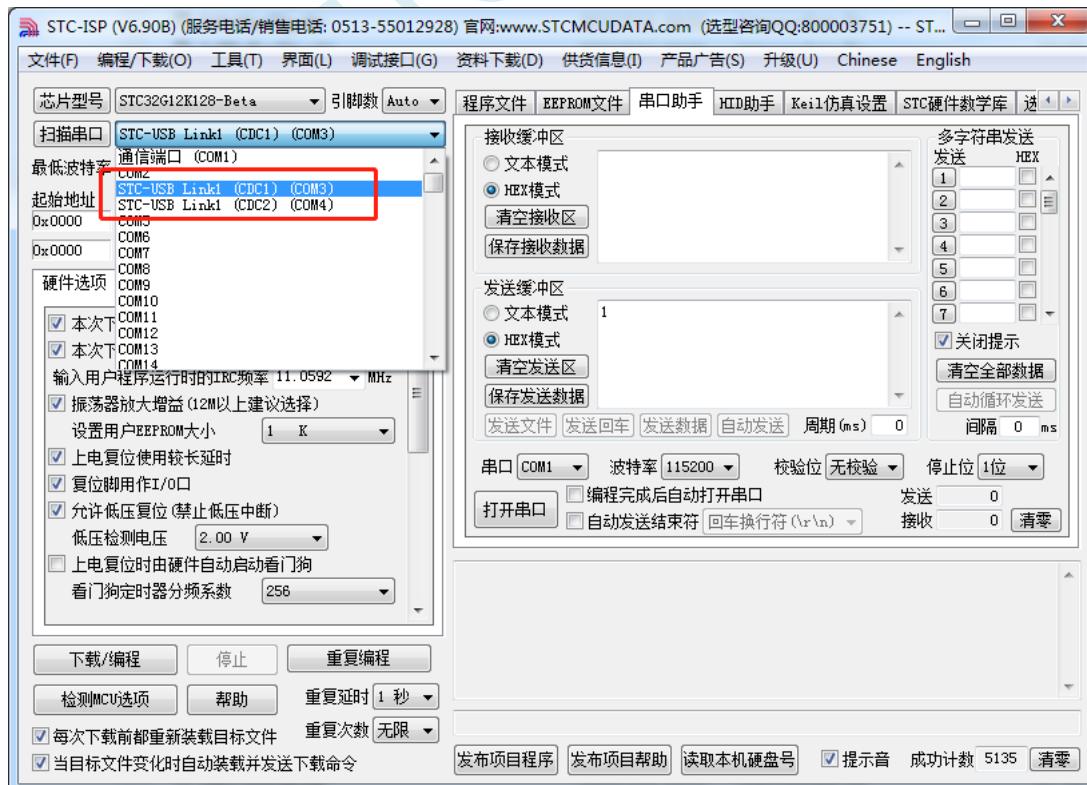 STC-ISP (V6.90B) (服务电话/销售电话: 0513-55012928) 官网:www.STCMCUDATA.com (选型咨询QQ:800003751) -- ST...
文件(F) 编程/下载(O) 工具(T) 界面(L) 调试接口(G) 资料下载(D) 供货信息(I) 产品广告(S) 升级(U) Chinese English
芯片型号 STC32G12K128-Beta 引脚数 Auto
扫描串口 STC-USB Link1 (CDC1) (COM3)
最低波特率
起始地址
0x0000
0x0000
通信端口 (COM1)
COM2
STC-USB Link1 (CDC1) (COM3)
STC-USB Link1 (CDC2) (COM4)
COM5
COM6
COM7
COM8
COM9
COM10
COM11
COM12
COM13
COM14
硬件选项
本次下
本次下
输入用户程序运行时的IRC频率 11.0592 MHz
振荡器放大增益(12M以上建议选择)
设置用户EEPROM大小 1 K
上电复位使用较长延时
复位脚用作I/O口
允许低压复位(禁止低压中断)
低压检测电压 2.00 V
上电复位时由硬件自动启动看门狗
看门狗定时器分频系数 256
下载/编程 停止 重复编程
检测MCU选项 帮助 重复延时 1 秒
重复次数 无限
每次下载前都重新装载目标文件
当目标文件变化时自动装载并发送下载命令
程序文件 EEPROM文件 串口助手 HID助手 Keil仿真设置 STC硬件数学库
接收缓冲区
文本模式
HEX模式
清空接收区
保存接收数据
发送缓冲区
文本模式 1
HEX模式
清空发送区
保存发送数据
发送文件 发送回车 发送数据 自动发送 周期(ms) 0
多字符串发送
发送 HEX
1
2
3
4
5
6
7
关闭提示
清空全部数据
自动循环发送
间隔 0 ms
串口 COM1 波特率 115200 校验位 无校验 停止位 1位
打开串口 编程完成后自动打开串口 发送 0
自动发送结束符 回车换行符(\r\n) 接收 0 清零
发布项目程序 发布项目帮助 读取本机硬盘号 提示音 成功计数 5135 清零